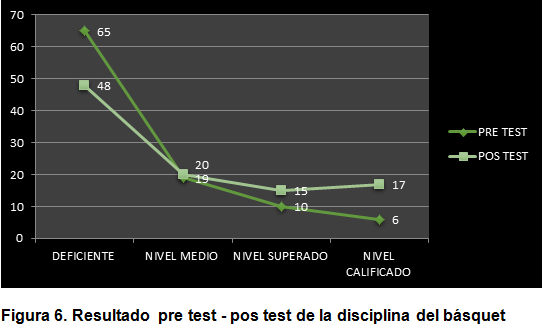 70
60
50
40
30
20
10
0
65
48
20
19
15
10
17
6
DEFICIENTE
NIVEL MEDIO
NIVEL SUPERADO
NIVEL
CALIFICADO
PRE TEST
POS TEST
Figura 6. Resultado pre test - pos test de la disciplina del básquet